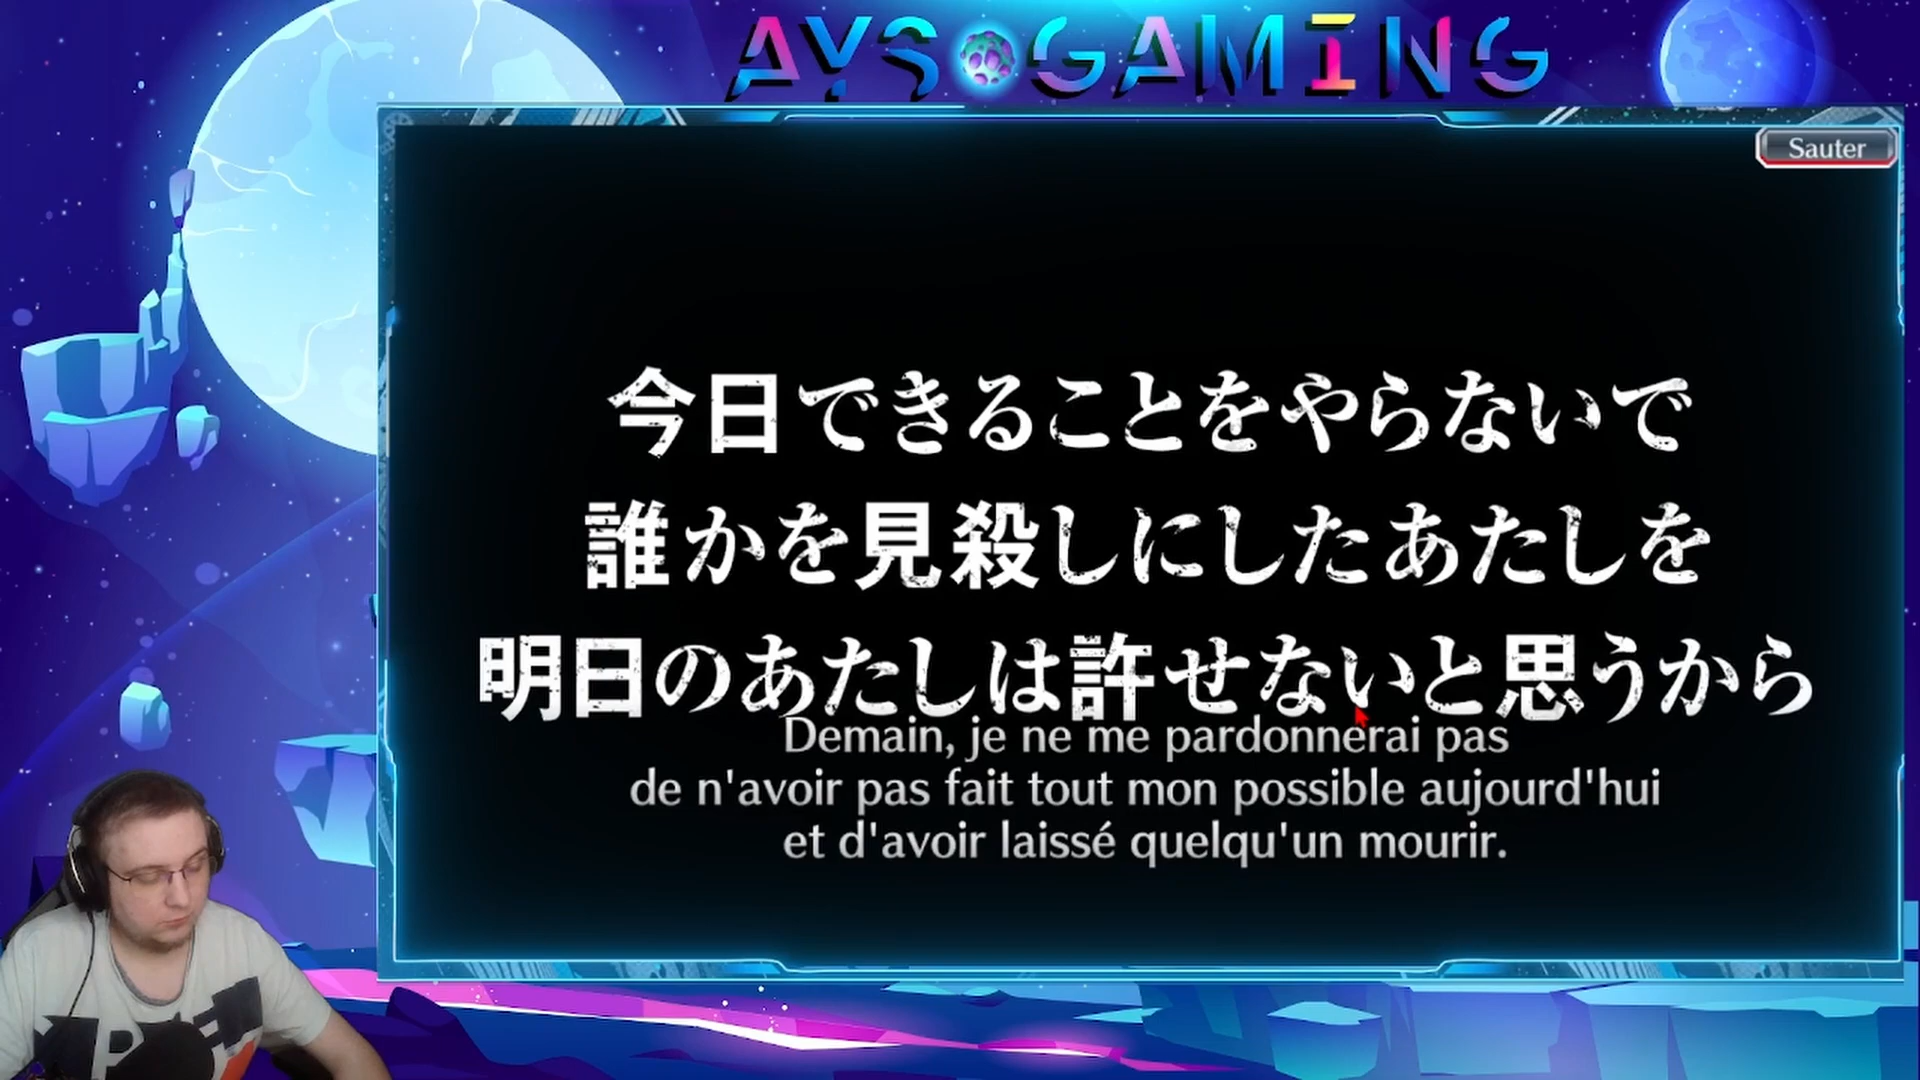 AYS GAMING
Sauter
今日できることをやらないで
誰かを見殺しにしたあたしを
明日のあたしは許せないと思うから
Demain, je ne me pardonnerai pas
de n'avoir pas fait tout mon possible aujourd'hui
et d'avoir laissé quelqu'un mourir.